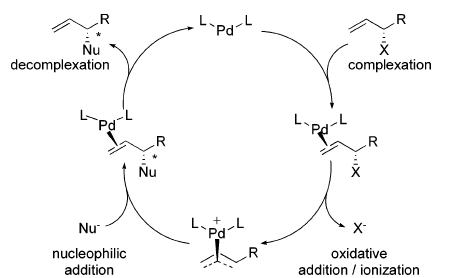 R
L Pd L
R
*
Nu
X
decomplexation
complexation
L L
Pd
R
*
Nu
L L
Pd
R
X
Nu-
+
L L
Pd
R
X-
nucleophilic
addition
oxidative
addition / ionization